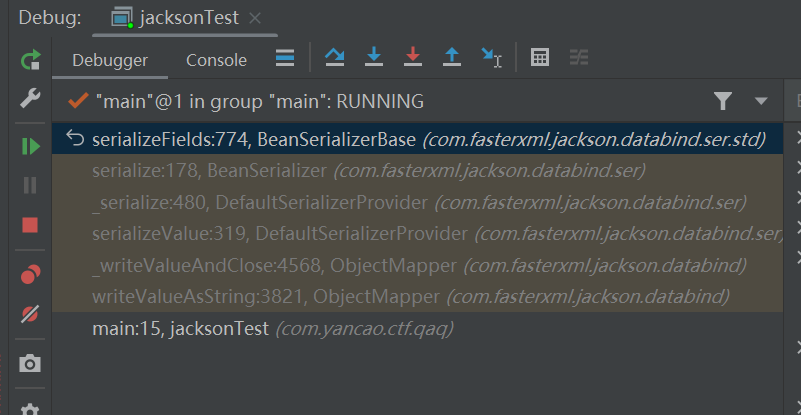 Debug: jacksonTest
Debugger Console
"main"@1 in group "main": RUNNING
serializeFields:774, BeanSerializerBase (com.fasterxml.jackson.databind.ser.std)
serialize:178, BeanSerializer (com.fasterxml.jackson.databind.ser)
_serialize:480, DefaultSerializerProvider (com.fasterxml.jackson.databind.ser)
serializeValue:319, DefaultSerializerProvider (com.fasterxml.jackson.databind.ser,
_writeValueAndClose:4568, ObjectMapper (com.fasterxml.jackson.databind)
writeValueAsString:3821, ObjectMapper (com.fasterxml.jackson.databind)
main:15, jacksonTest (com.yancao.ctf.qaq)